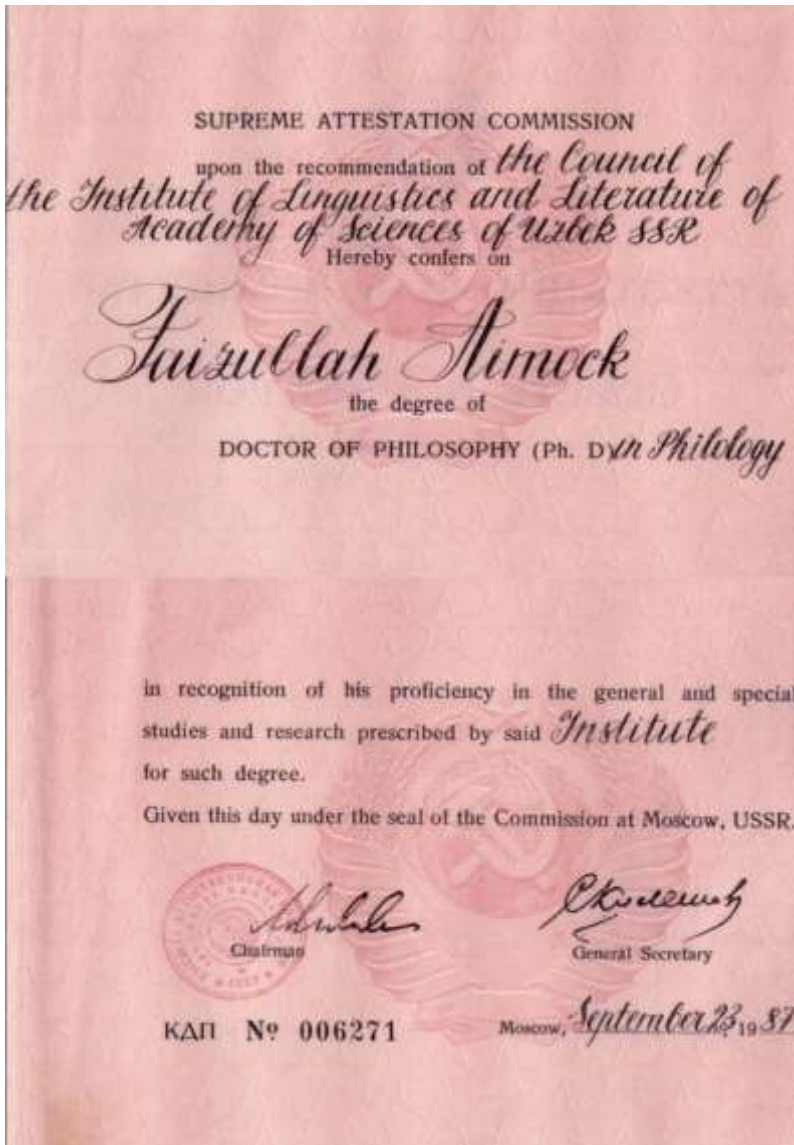 SUPREME ATTESTATION COMMISSION
upon the recommendation of the Council of
the Institute of Linguistics and Literature of
Academy of Sciences of Uzbek SSR
Hereby confers on
Faizullah Aimock
the degree of
DOCTOR OF PHILOSOPHY (Ph. D) in Philology
in recognition of his proficiency in the general and special
studies and research prescribed by said Institute
for such degree.
Given this day under the seal of the Commission at Moscow, USSR.
Chairman
General Secretary
КДП № 006271
Moscow, September 23, 1987